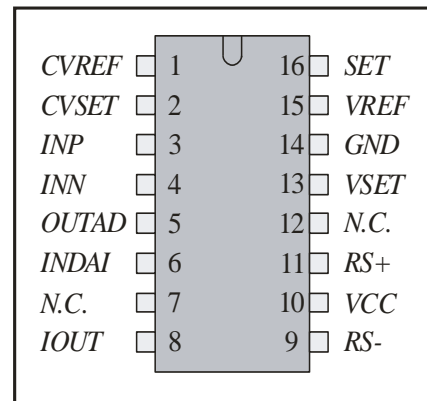 CVREF 1 16 SET
CVSET 2 15 VREF
INP 3 14 GND
INN 4 13 VSET
OUTAD 5 12 N.C.
INDAI 6 11 RS+
N.C. 7 10 VCC
IOUT 8 9 RS-